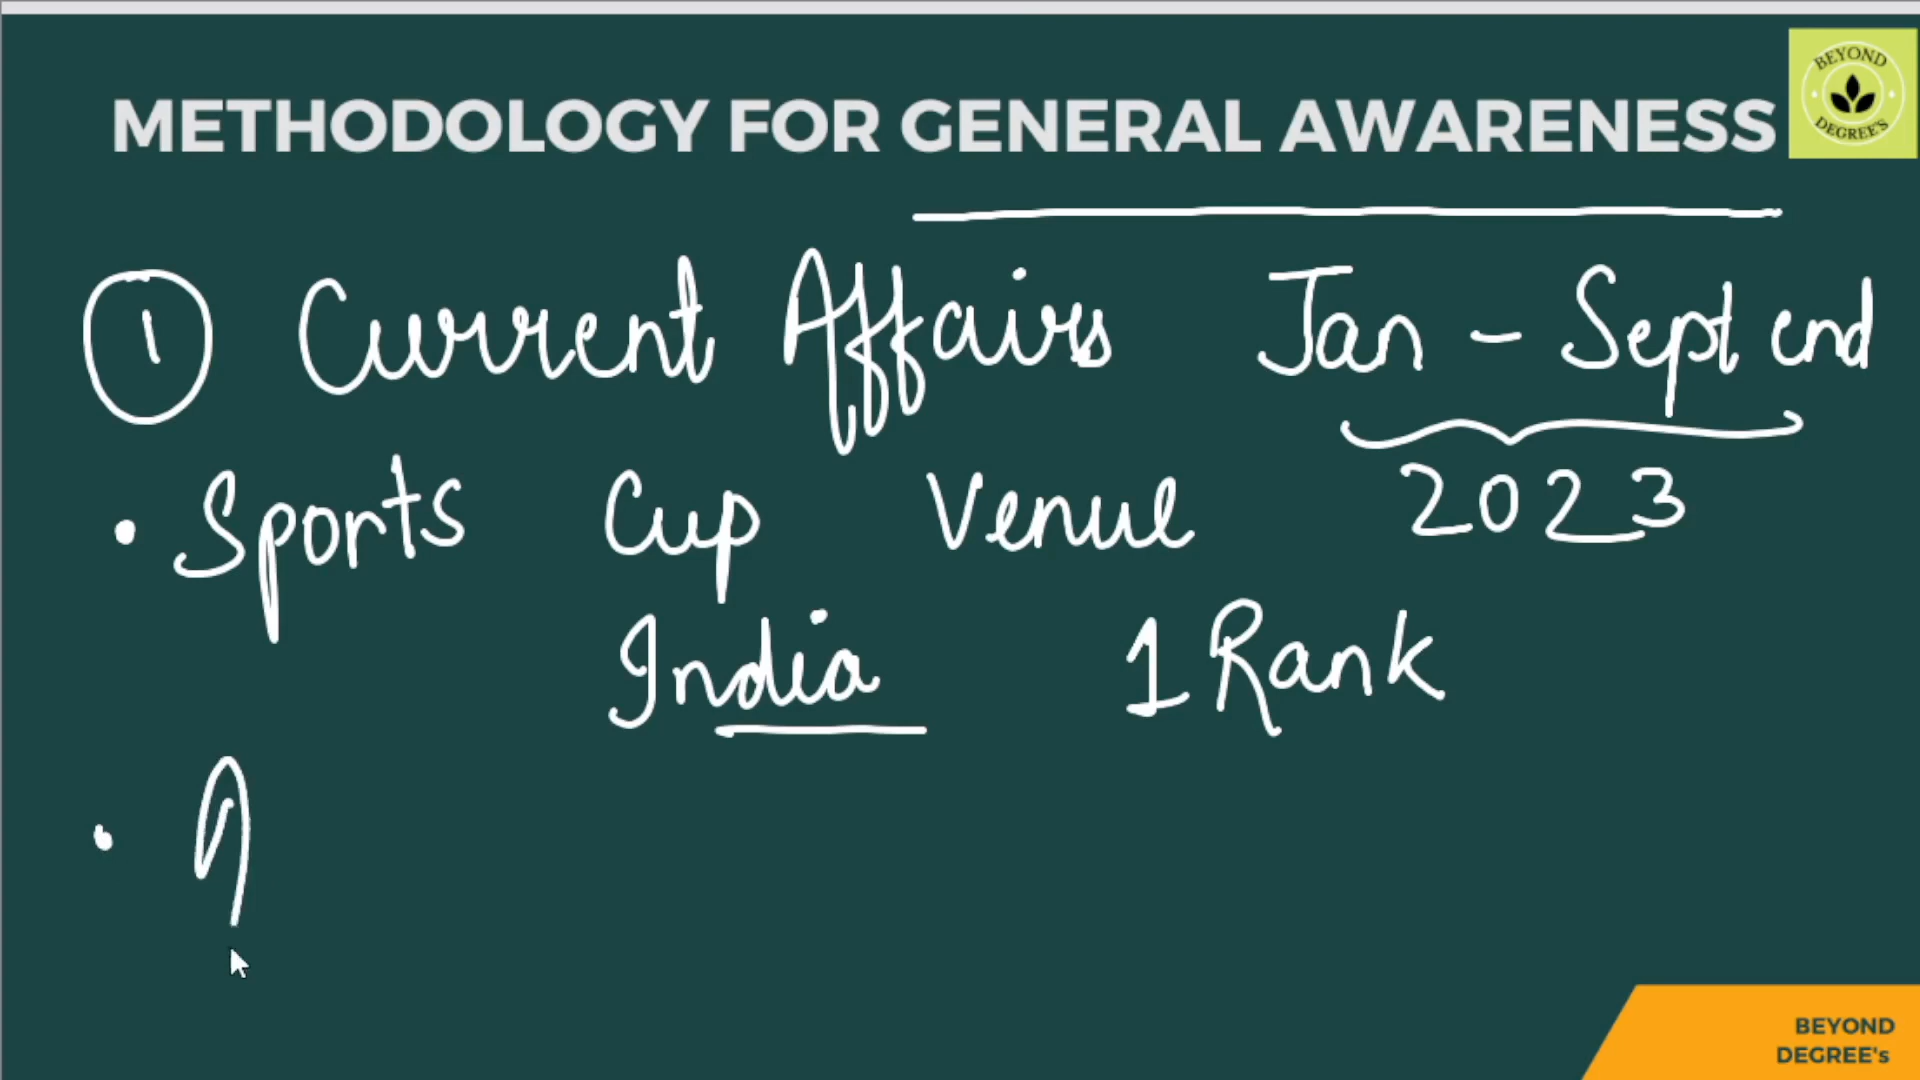 METHODOLOGY FOR GENERAL AWARENESS
BEYOND DEGREE'S
1 Current Affairs Jan - Sept end
• Sports Cup Venue 2023
India 1 Rank
•
BEYOND
DEGREE's